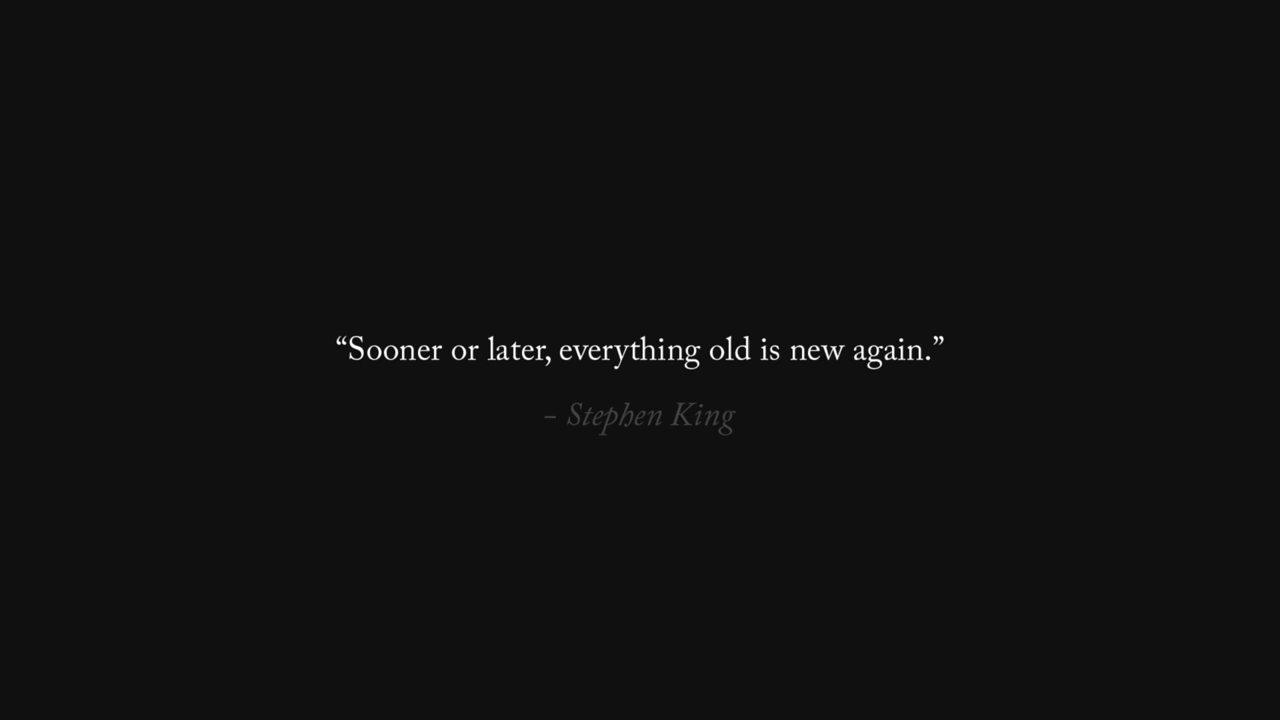 “Sooner or later, everything old is new again.”
– Stephen King